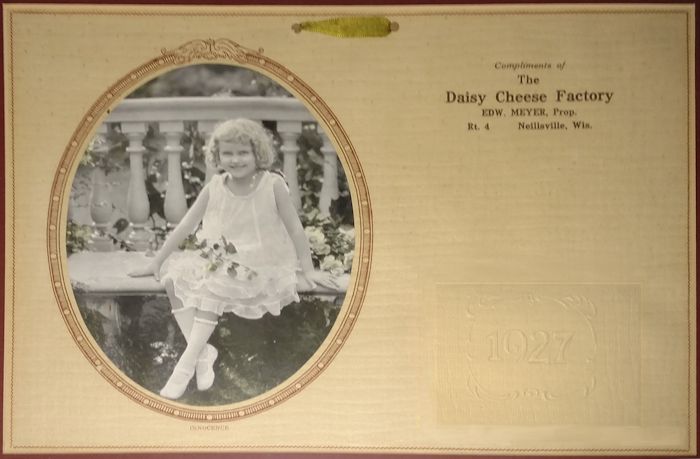 Compliments of
The
Daisy Cheese Factory
EDW. MEYER, Prop.
Rt. 4 Neillsville, Wis.
1927
INNOCENCE